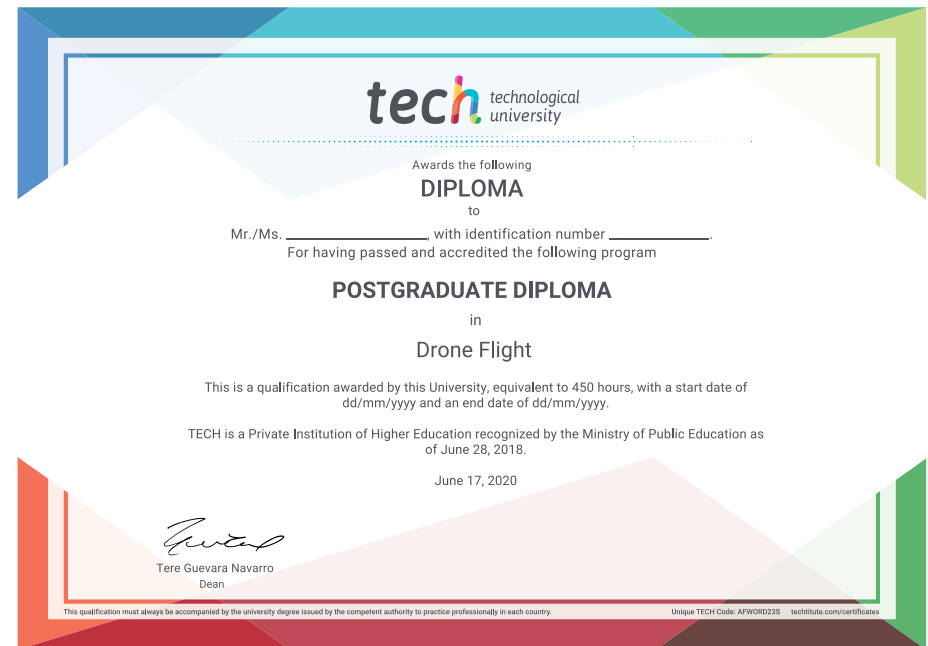 tech technological
university
Awards the following
DIPLOMA
to
Mr./Ms. ____________________, with identification number ______________.
For having passed and accredited the following program
POSTGRADUATE DIPLOMA
in
Drone Flight
This is a qualification awarded by this University, equivalent to 450 hours, with a start date of
dd/mm/yyyy and an end date of dd/mm/yyyy.
TECH is a Private Institution of Higher Education recognized by the Ministry of Public Education as
of June 28, 2018.
June 17, 2020
Tere Guevara Navarro
Dean
This qualification must always be accompanied by the university degree issued by the competent authority to practice professionally in each country.
Unique TECH Code: AFWORD23S techtitute.com/certificates